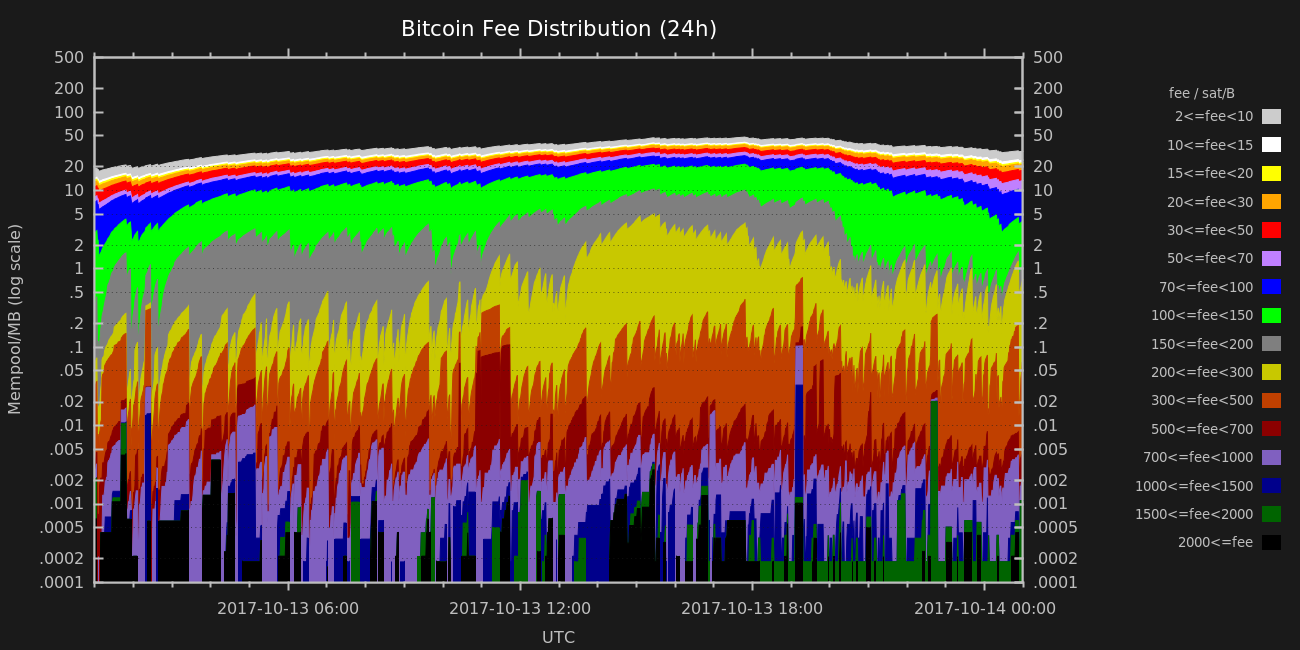 Bitcoin Fee Distribution (24h)
500
200
100
50
20
10
5
2
1
.5
.2
.1
.05
.02
.01
.005
.002
.001
.0005
.0002
.0001
Mempool/MB (log scale)
500
200
100
50
20
10
5
2
1
.5
.2
.1
.05
.02
.01
.005
.002
.001
.0005
.0002
.0001
2017-10-13 06:00
2017-10-13 12:00
2017-10-13 18:00
2017-10-14 00:00
UTC
fee / sat/B
2<=fee<10
10<=fee<15
15<=fee<20
20<=fee<30
30<=fee<50
50<=fee<70
70<=fee<100
100<=fee<150
150<=fee<200
200<=fee<300
300<=fee<500
500<=fee<700
700<=fee<1000
1000<=fee<1500
1500<=fee<2000
2000<=fee